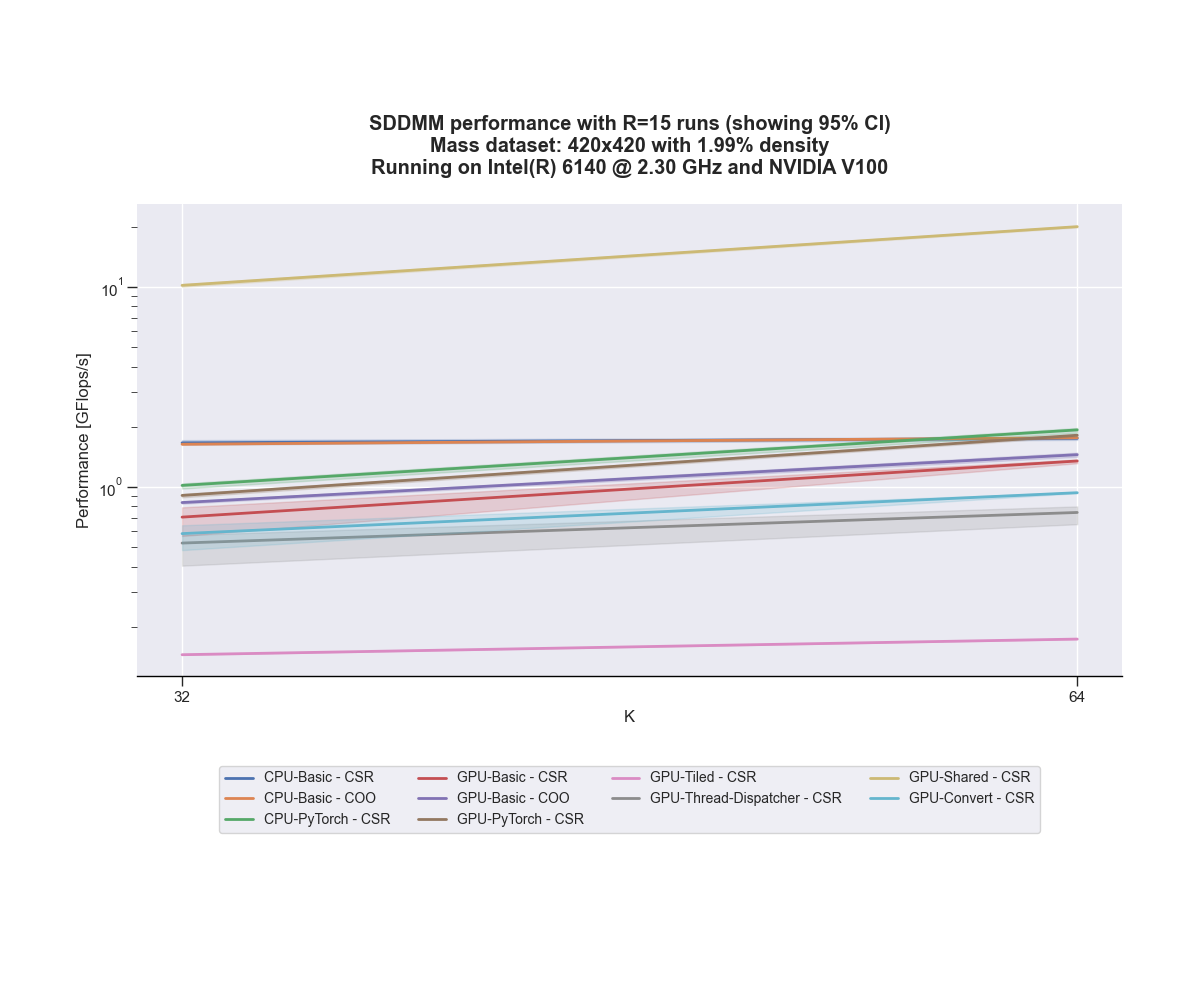 SDDMM performance with R=15 runs (showing 95% CI)
Mass dataset: 420x420 with 1.99% density
Running on Intel(R) 6140 @ 2.30 GHz and NVIDIA V100
Performance [GFlops/s]
10^1
10^0
32
64
K
CPU-Basic - CSR
CPU-Basic - COO
CPU-PyTorch - CSR
GPU-Basic - CSR
GPU-Basic - COO
GPU-PyTorch - CSR
GPU-Tiled - CSR
GPU-Thread-Dispatcher - CSR
GPU-Shared - CSR
GPU-Convert - CSR